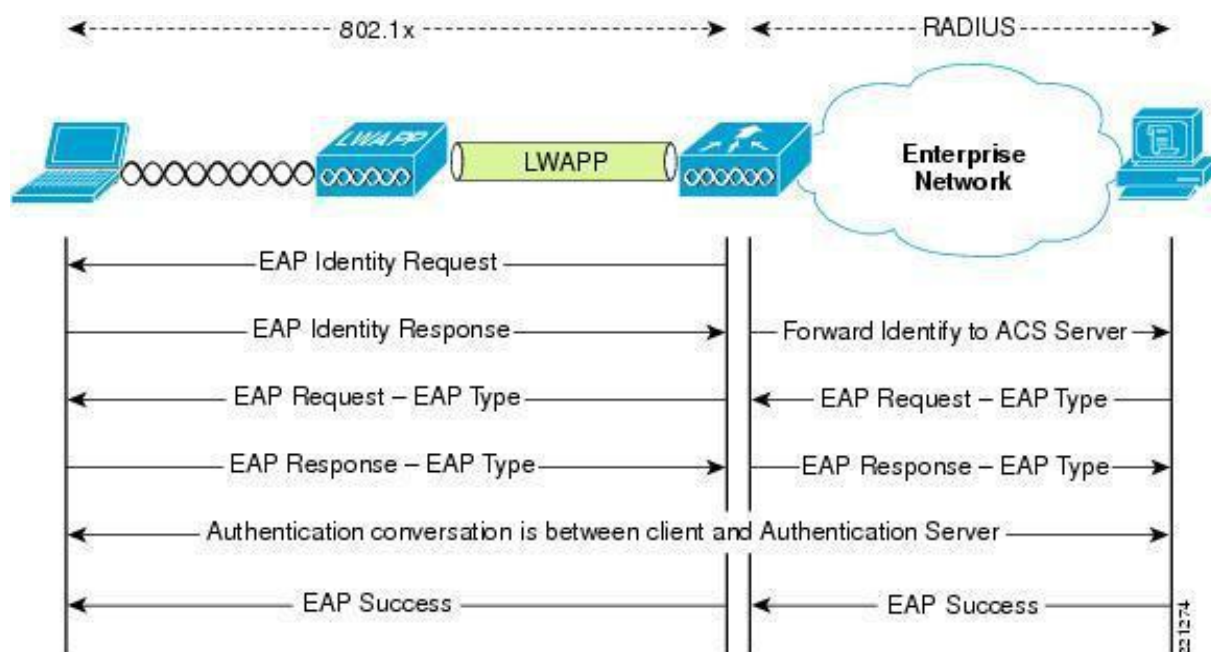 802.1x
RADIUS
LWAPP
LWAPP
Enterprise
Network
EAP Identity Request
EAP Identity Response
Forward Identify to ACS Server
EAP Request – EAP Type
EAP Request – EAP Type
EAP Response – EAP Type
EAP Response – EAP Type
Authentication conversation is between client and Authentication Server
EAP Success
EAP Success
221274